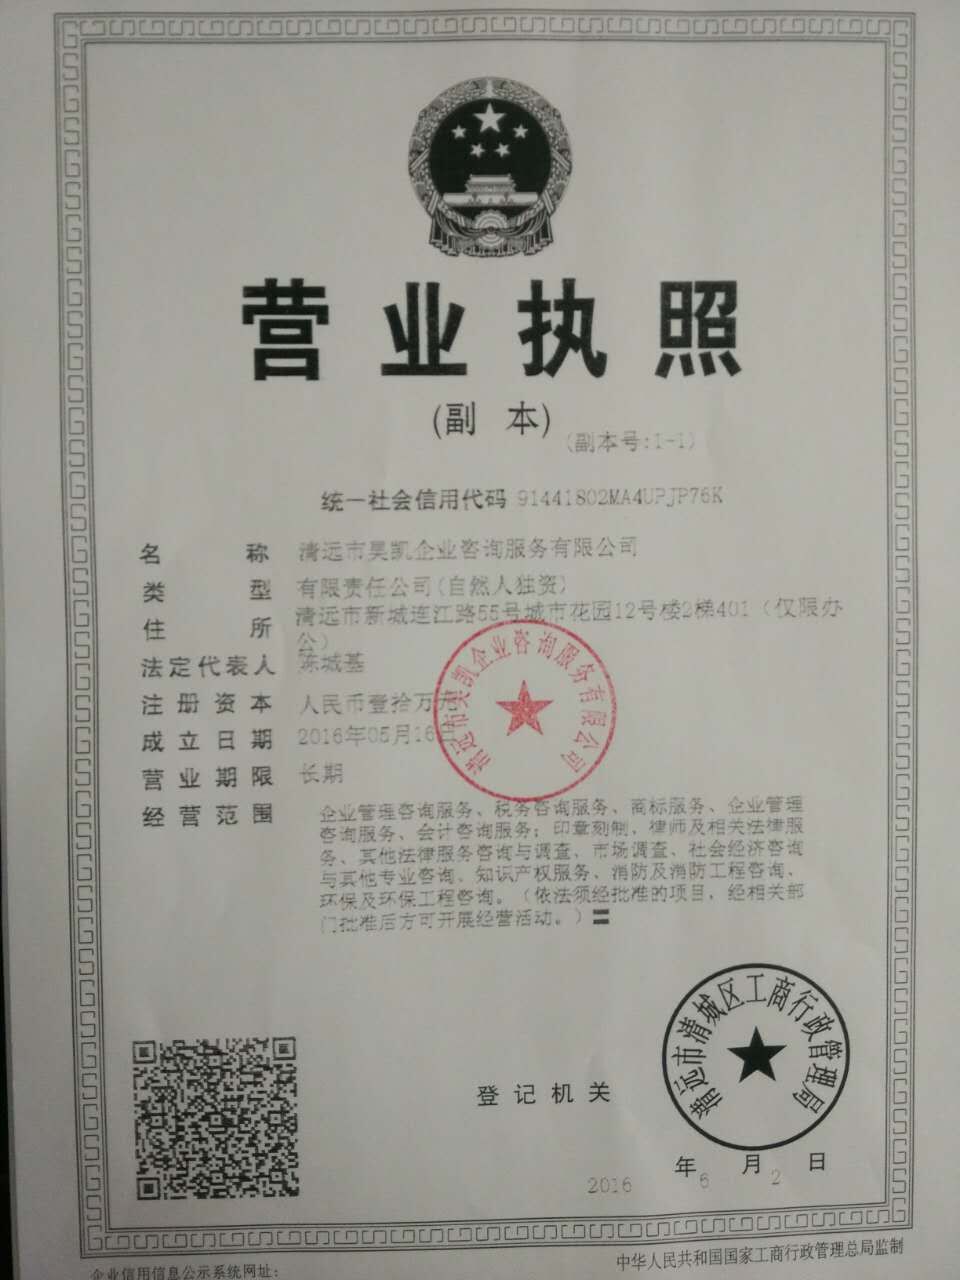 营业执照
(副 本)
(副本号:1-1)
统一社会信用代码 91441802MA4UPJP76K
名称 清远市昊凯企业咨询服务有限公司
类型 有限责任公司(自然人独资)
住所 清远市新城连江路55号城市花园12号楼2梯401（仅限办
公）
法定代表人 陈城基
注册资本 人民币壹拾万元
成立日期 2016年05月16日
营业期限 长期
经营范围 企业管理咨询服务、税务咨询服务、商标服务、企业管理
咨询服务、会计咨询服务；印章刻制，律师及相关法律服
务、其他法律服务咨询与调查、市场调查、社会经济咨询
与其他专业咨询、知识产权服务、消防及消防工程咨询、
环保及环保工程咨询。（依法须经批准的项目，经相关部
门批准后方可开展经营活动。）
清远市昊凯企业咨询服务有限公司
登记机关
清远市清城区工商行政管理局
2016年6月2日
企业信用信息公示系统网址：
中华人民共和国国家工商行政管理总局监制